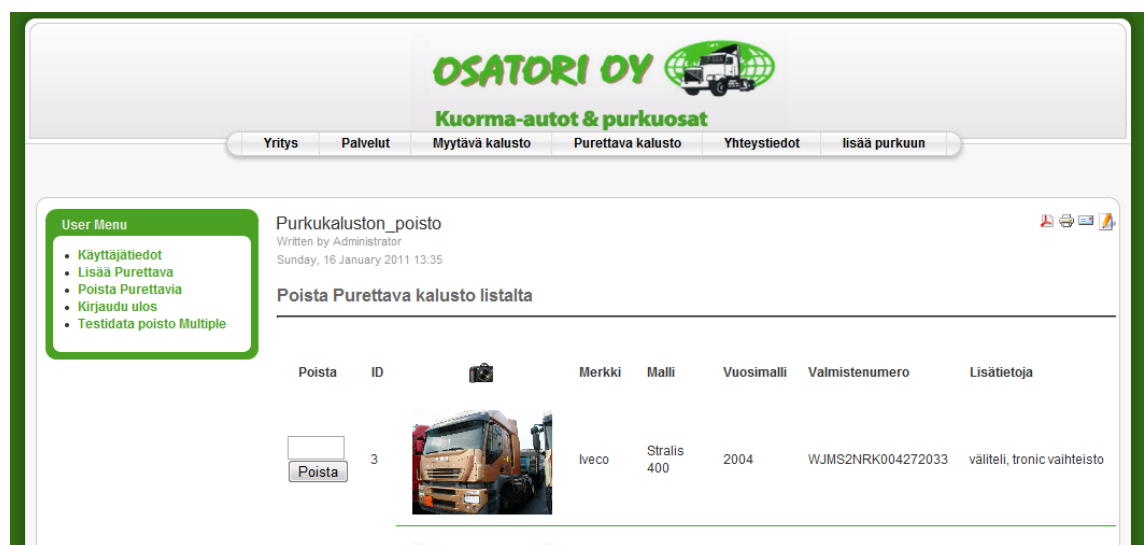 OSATORI OY
Kuorma-autot & purkuosat
Yritys Palvelut Myytävä kalusto Purettava kalusto Yhteystiedot lisää purkuun
User Menu
Käyttäjätiedot
Lisää Purettava
Poista Purettavia
Kirjaudu ulos
Testidata poisto Multiple
Purkukaluston_poisto
Written by Administrator
Sunday, 16 January 2011 13:35
Poista Purettava kalusto listalta
Poista ID Merkki Malli Vuosimalli Valmistenumero Lisätietoja
Poista 3 Iveco Stralis 400 2004 WJMS2NRK004272033 väliteli, tronic vaihteisto